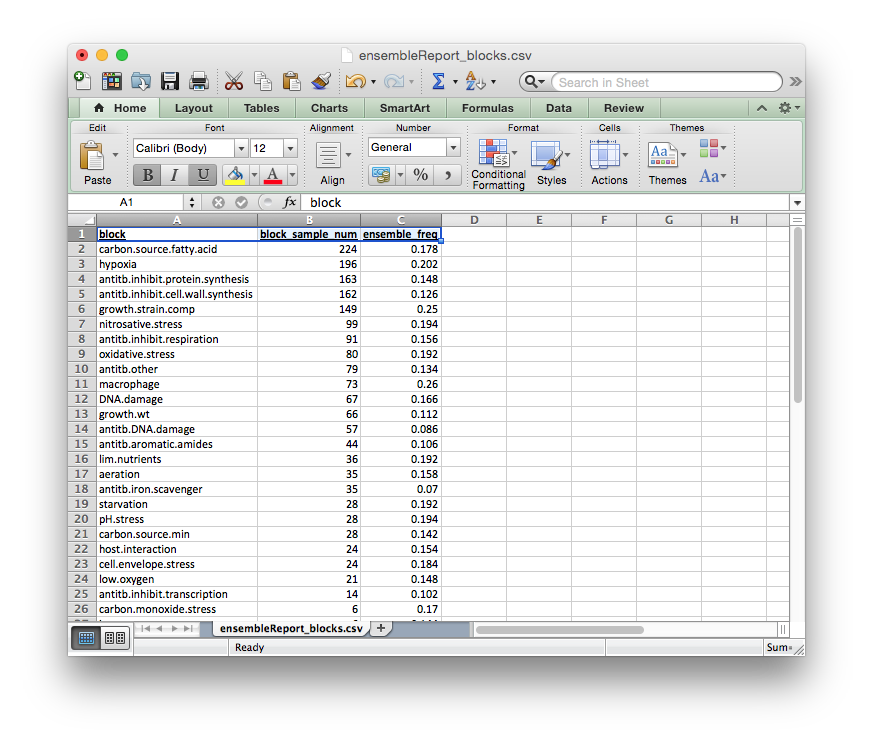 ensembleReport_blocks.csv
Search in Sheet
Home Layout Tables Charts SmartArt Formulas Data Review
Edit Font Alignment Number Format Cells Themes
Calibri (Body) 12 General
Paste B I U A Align % Conditional Formatting Styles Actions Themes Aa
A1 fx block
A B C D E F G H
1 block block_sample_num ensemble_freq
2 carbon.source.fatty.acid 224 0.178
3 hypoxia 196 0.202
4 antitb.inhibit.protein.synthesis 163 0.148
5 antitb.inhibit.cell.wall.synthesis 162 0.126
6 growth.strain.comp 149 0.25
7 nitrosative.stress 99 0.194
8 antitb.inhibit.respiration 91 0.156
9 oxidative.stress 80 0.192
10 antitb.other 79 0.134
11 macrophage 73 0.26
12 DNA.damage 67 0.166
13 growth.wt 66 0.112
14 antitb.DNA.damage 57 0.086
15 antitb.aromatic.amides 44 0.106
16 lim.nutrients 36 0.192
17 aeration 35 0.158
18 antitb.iron.scavenger 35 0.07
19 starvation 28 0.192
20 pH.stress 28 0.194
21 carbon.source.min 28 0.142
22 host.interaction 24 0.154
23 cell.envelope.stress 24 0.184
24 low.oxygen 21 0.148
25 antitb.inhibit.transcription 14 0.102
26 carbon.monoxide.stress 6 0.17
ensembleReport_blocks.csv
Ready Sum=